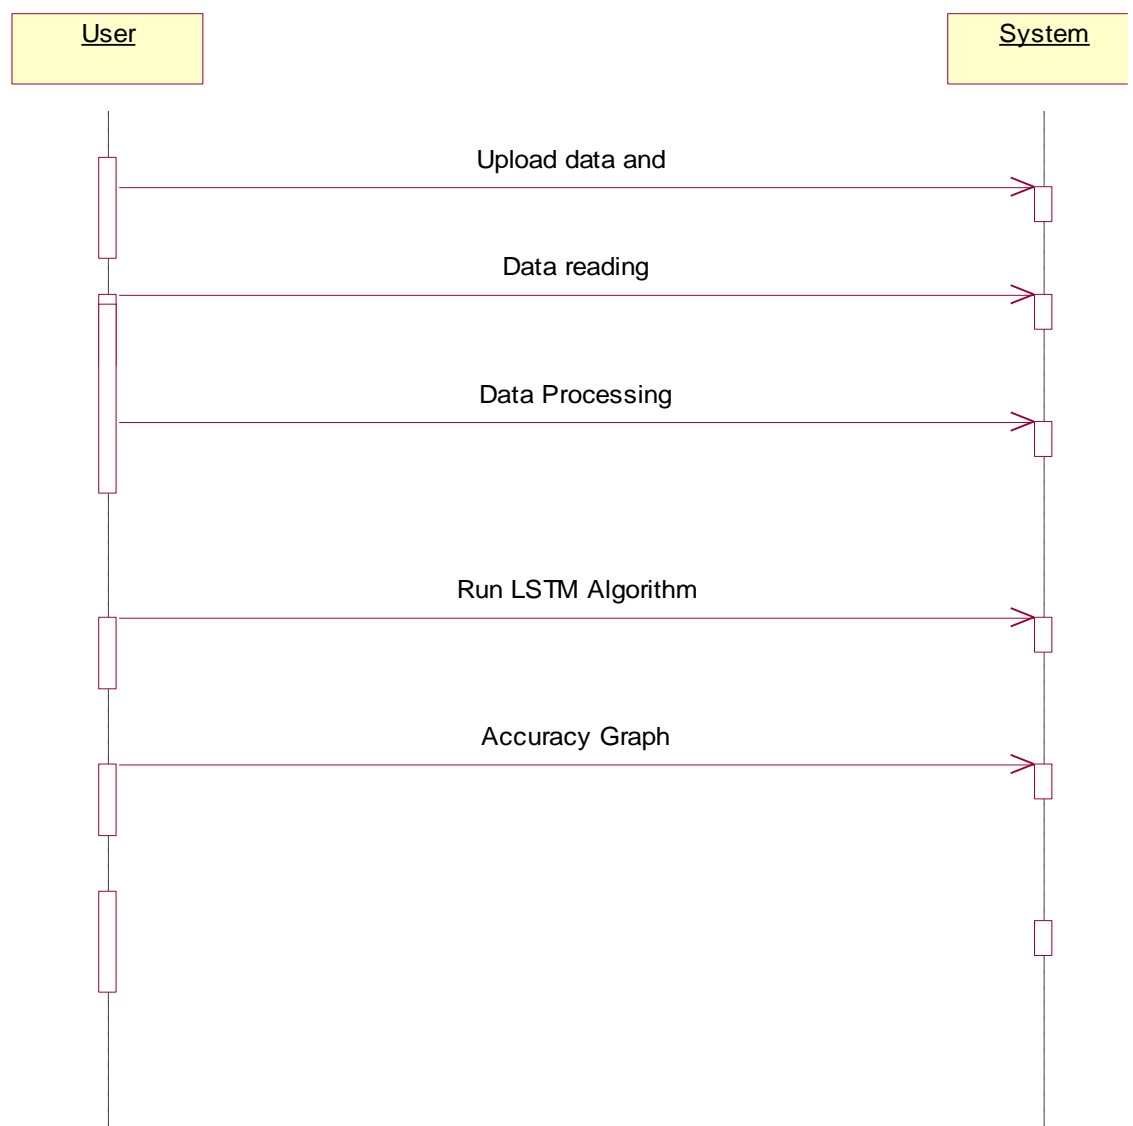 User
System
Upload data and
Data reading
Data Processing
Run LSTM Algorithm
Accuracy Graph